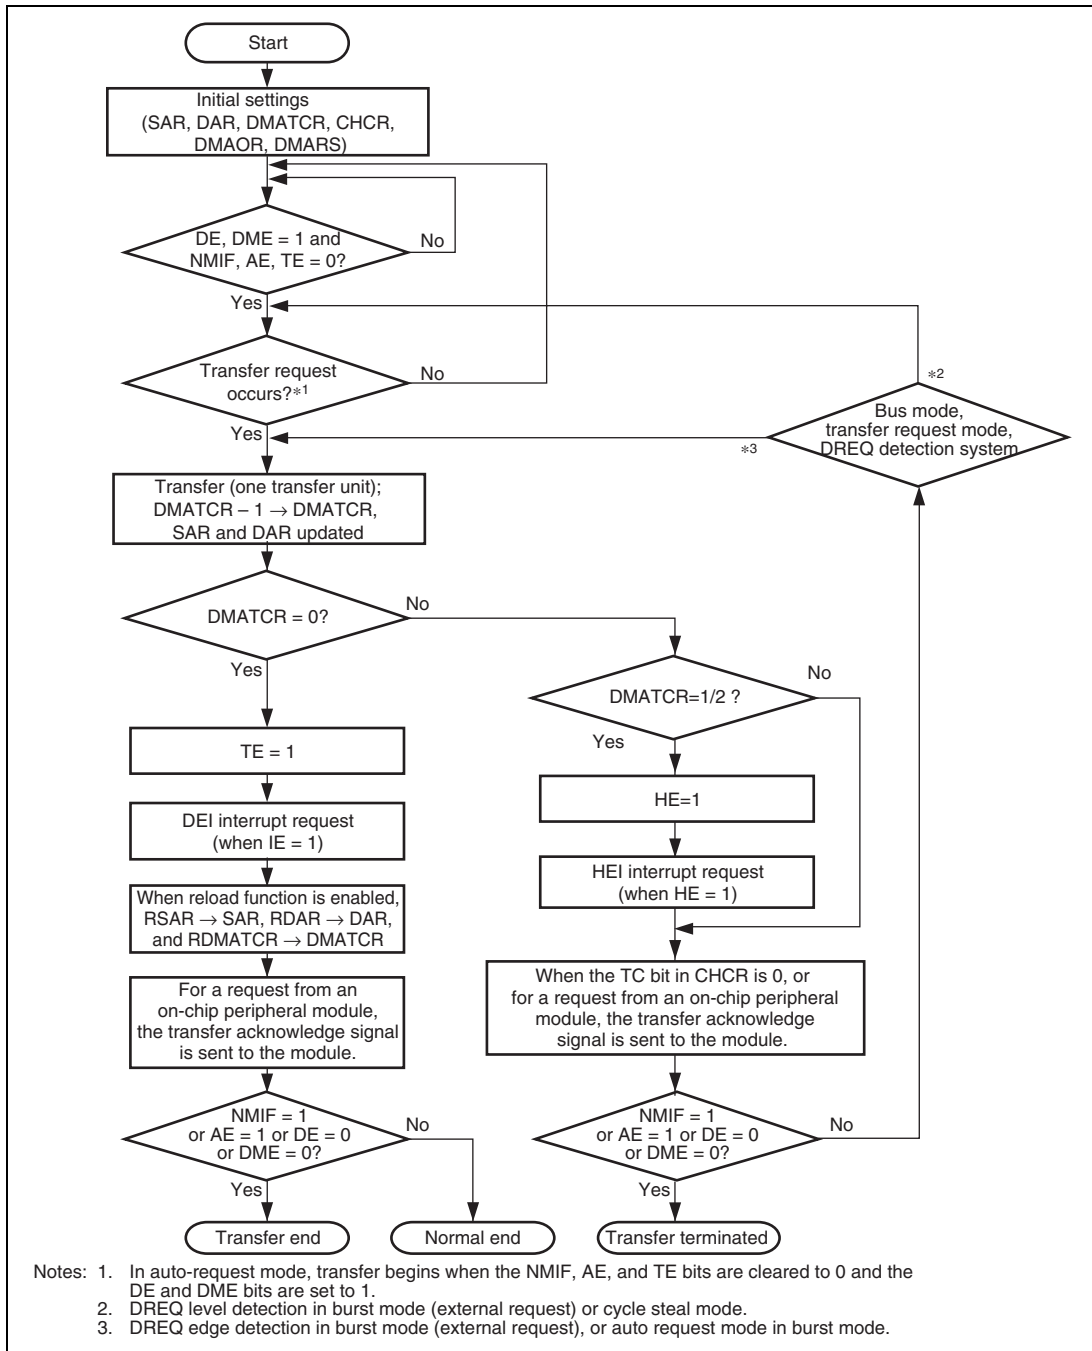 Start
Initial settings
(SAR, DAR, DMATCR, CHCR,
DMAOR, DMARS)
DE, DME = 1 and
NMIF, AE, TE = 0?
No
Yes
Transfer request
occurs?*1
No
Yes
*2
Bus mode,
transfer request mode,
DREQ detection system
*3
Transfer (one transfer unit);
DMATCR – 1 → DMATCR,
SAR and DAR updated
DMATCR = 0?
No
Yes
DMATCR=1/2 ?
No
Yes
TE = 1
HE=1
DEI interrupt request
(when IE = 1)
HEI interrupt request
(when HE = 1)
When reload function is enabled,
RSAR → SAR, RDAR → DAR,
and RDMATCR → DMATCR
For a request from an
on-chip peripheral module,
the transfer acknowledge signal
is sent to the module.
When the TC bit in CHCR is 0, or
for a request from an on-chip peripheral
module, the transfer acknowledge
signal is sent to the module.
NMIF = 1
or AE = 1 or DE = 0
or DME = 0?
No
Yes
NMIF = 1
or AE = 1 or DE = 0
or DME = 0?
No
Yes
Transfer end
Normal end
Transfer terminated
Notes: 1. In auto-request mode, transfer begins when the NMIF, AE, and TE bits are cleared to 0 and the
DE and DME bits are set to 1.
2. DREQ level detection in burst mode (external request) or cycle steal mode.
3. DREQ edge detection in burst mode (external request), or auto request mode in burst mode.